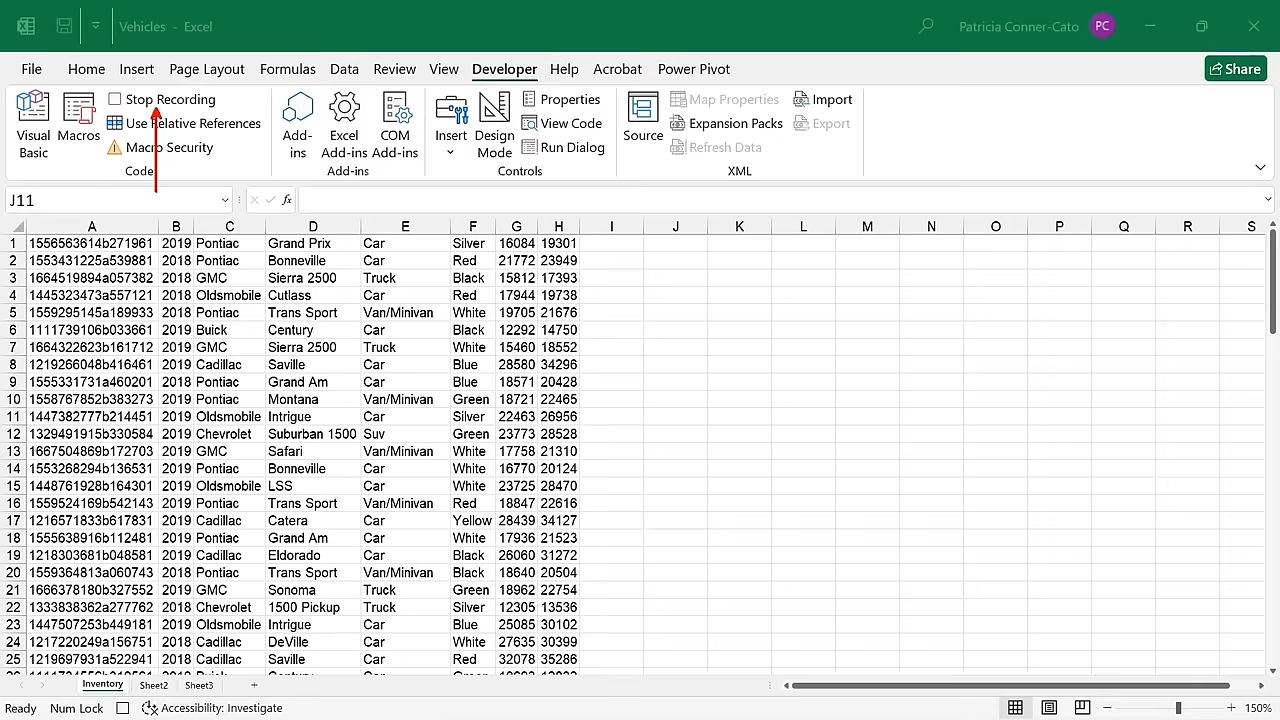 Vehicles - Excel
Patricia Conner-Cato PC
File Home Insert Page Layout Formulas Data Review View Developer Help Acrobat Power Pivot Share
Visual Basic
Macros
Stop Recording
Use Relative References
Macro Security
Code
Add-ins
Excel Add-ins
COM Add-ins
Add-ins
Insert
Design Mode
Properties
View Code
Run Dialog
Controls
Source
Map Properties
Expansion Packs
Refresh Data
Import
Export
XML
J11 fx
A B C D E F G H I J K L M N O P Q R S
1 1556563614b271961 2019 Pontiac Grand Prix Car Silver 16084 19301
2 1553431225a539881 2018 Pontiac Bonneville Car Red 21772 23949
3 1664519894a057382 2018 GMC Sierra 2500 Truck Black 15812 17393
4 1445323473a557121 2018 Oldsmobile Cutlass Car Red 17944 19738
5 1559295145a189933 2018 Pontiac Trans Sport Van/Minivan White 19705 21676
6 1111739106b033661 2019 Buick Century Car Black 12292 14750
7 1664322623b161712 2019 GMC Sierra 2500 Truck White 15460 18552
8 1219266048b416461 2019 Cadillac Saville Car Blue 28580 34296
9 1555331731a460201 2018 Pontiac Grand Am Car Blue 18571 20428
10 1558767852b383273 2019 Pontiac Montana Van/Minivan Green 18721 22465
11 1447382777b214451 2019 Oldsmobile Intrigue Car Silver 22463 26956
12 1329491915b330584 2019 Chevrolet Suburban 1500 Suv Green 23773 28528
13 1667504869b172703 2019 GMC Safari Van/Minivan White 17758 21310
14 1553268294b136531 2019 Pontiac Bonneville Car White 16770 20124
15 1448761928b164301 2019 Oldsmobile LSS Car White 23725 28470
16 1559524169b542143 2019 Pontiac Trans Sport Van/Minivan Red 18847 22616
17 1216571833b617831 2019 Cadillac Catera Car Yellow 28439 34127
18 1555638916b112481 2019 Pontiac Grand Am Car White 17936 21523
19 1218303681b048581 2019 Cadillac Eldorado Car Black 26060 31272
20 1559364813a060743 2018 Pontiac Trans Sport Van/Minivan Black 18640 20504
21 1666378180b327552 2019 GMC Sonoma Truck Green 18962 22754
22 1333838362a277762 2018 Chevrolet 1500 Pickup Truck Silver 12305 13536
23 1447507253b449181 2019 Oldsmobile Intrigue Car Silver 25085 30102
24 1217220249a156751 2018 Cadillac DeVille Car White 27635 30399
25 1219697931a522941 2018 Cadillac Saville Car Red 32078 35286
Inventory Sheet2 Sheet3
Ready Num Lock Accessibility: Investigate 150%